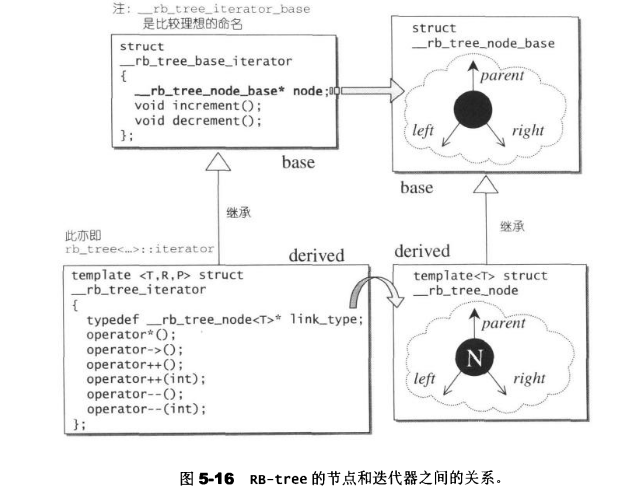 注: __rb_tree_iterator_base
是比较理想的命名
struct
__rb_tree_base_iterator
{
__rb_tree_node_base* node;
void increment();
void decrement();
};
base
struct
__rb_tree_node_base
parent
left
right
base
继承
继承
此亦即
rb_tree<…>::iterator
derived
derived
template <T,R,P> struct
__rb_tree_iterator
{
typedef __rb_tree_node<T>* link_type;
operator*();
operator->();
operator++();
operator++(int);
operator--();
operator--(int);
};
template<T> struct
__rb_tree_node
parent
N
left
right
图 5-16 RB-tree 的节点和迭代器之间的关系。